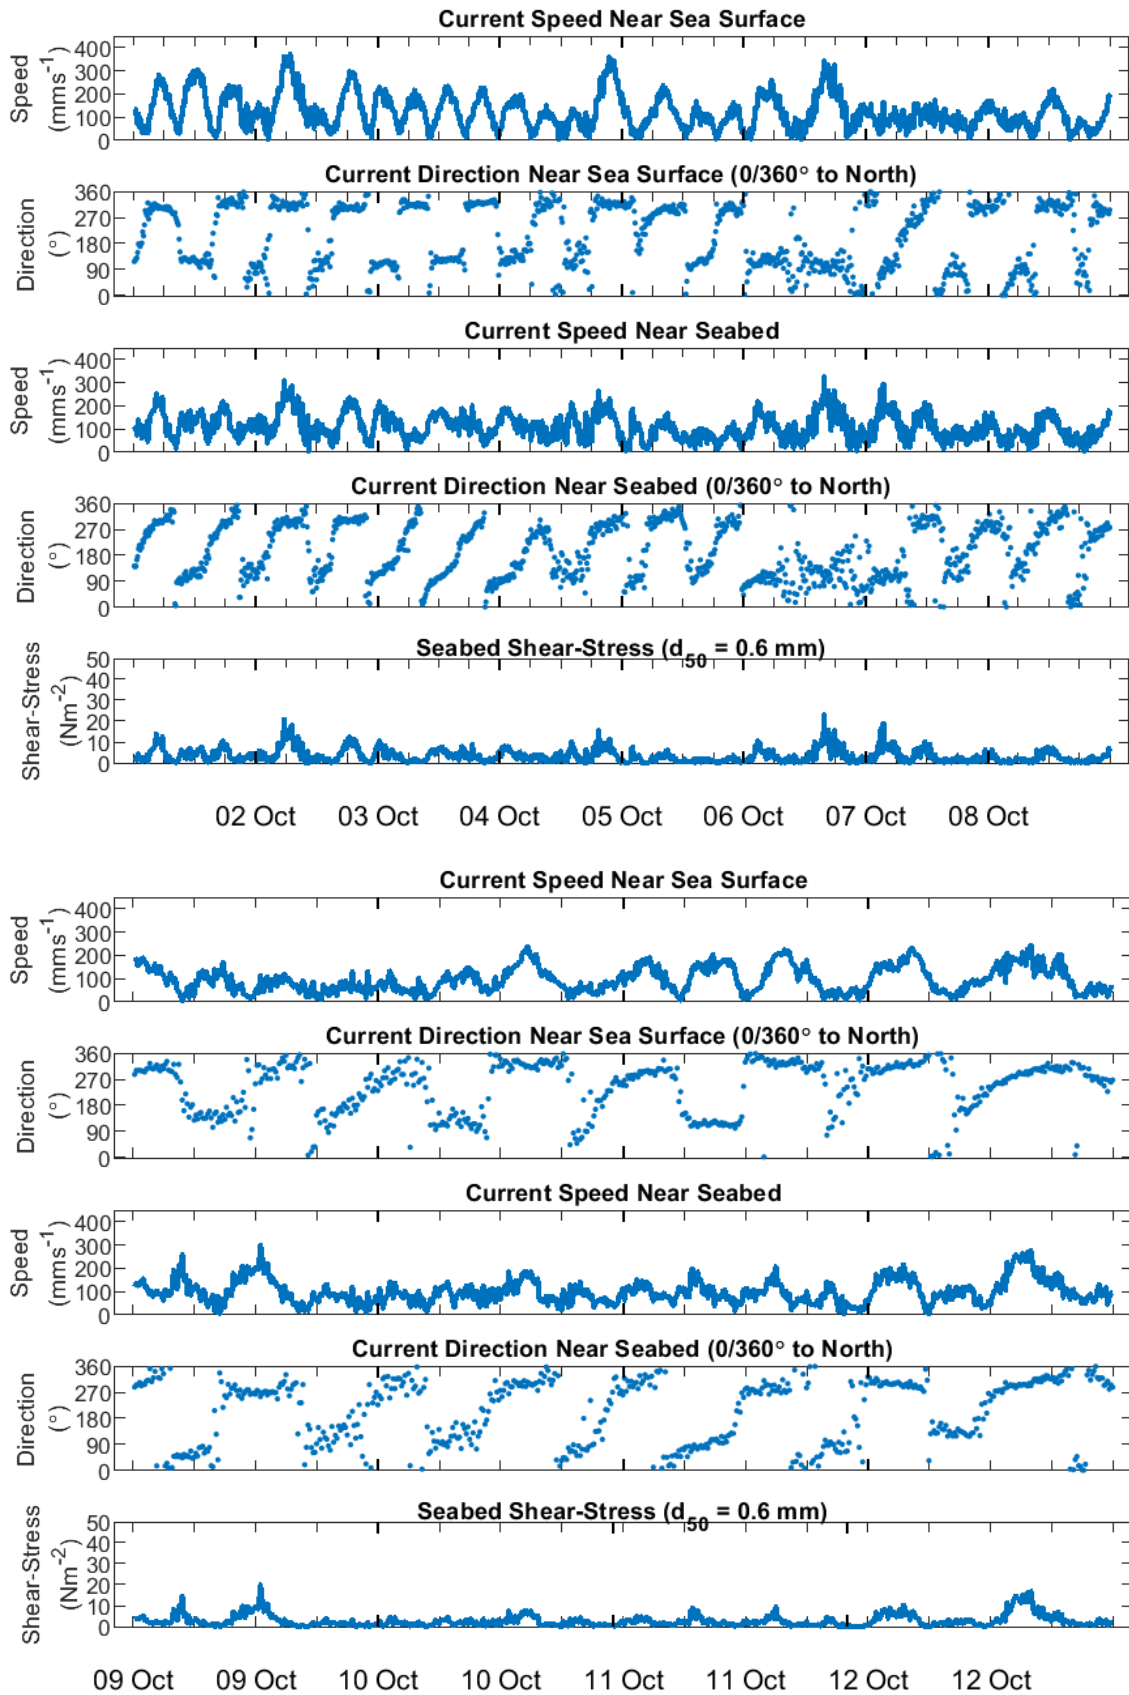 Current Speed Near Sea Surface
Speed
(mms-1)
400
300
200
100
0
Current Direction Near Sea Surface (0/360° to North)
Direction
(°)
360
270
180
90
0
Current Speed Near Seabed
Speed
(mms-1)
400
300
200
100
0
Current Direction Near Seabed (0/360° to North)
Direction
(°)
360
270
180
90
0
Seabed Shear-Stress (d50 = 0.6 mm)
Shear-Stress
(Nm-2)
50
40
30
20
10
0
02 Oct 03 Oct 04 Oct 05 Oct 06 Oct 07 Oct 08 Oct
Current Speed Near Sea Surface
Speed
(mms-1)
400
300
200
100
0
Current Direction Near Sea Surface (0/360° to North)
Direction
(°)
360
270
180
90
0
Current Speed Near Seabed
Speed
(mms-1)
400
300
200
100
0
Current Direction Near Seabed (0/360° to North)
Direction
(°)
360
270
180
90
0
Seabed Shear-Stress (d50 = 0.6 mm)
Shear-Stress
(Nm-2)
50
40
30
20
10
0
09 Oct 09 Oct 10 Oct 10 Oct 11 Oct 11 Oct 12 Oct 12 Oct